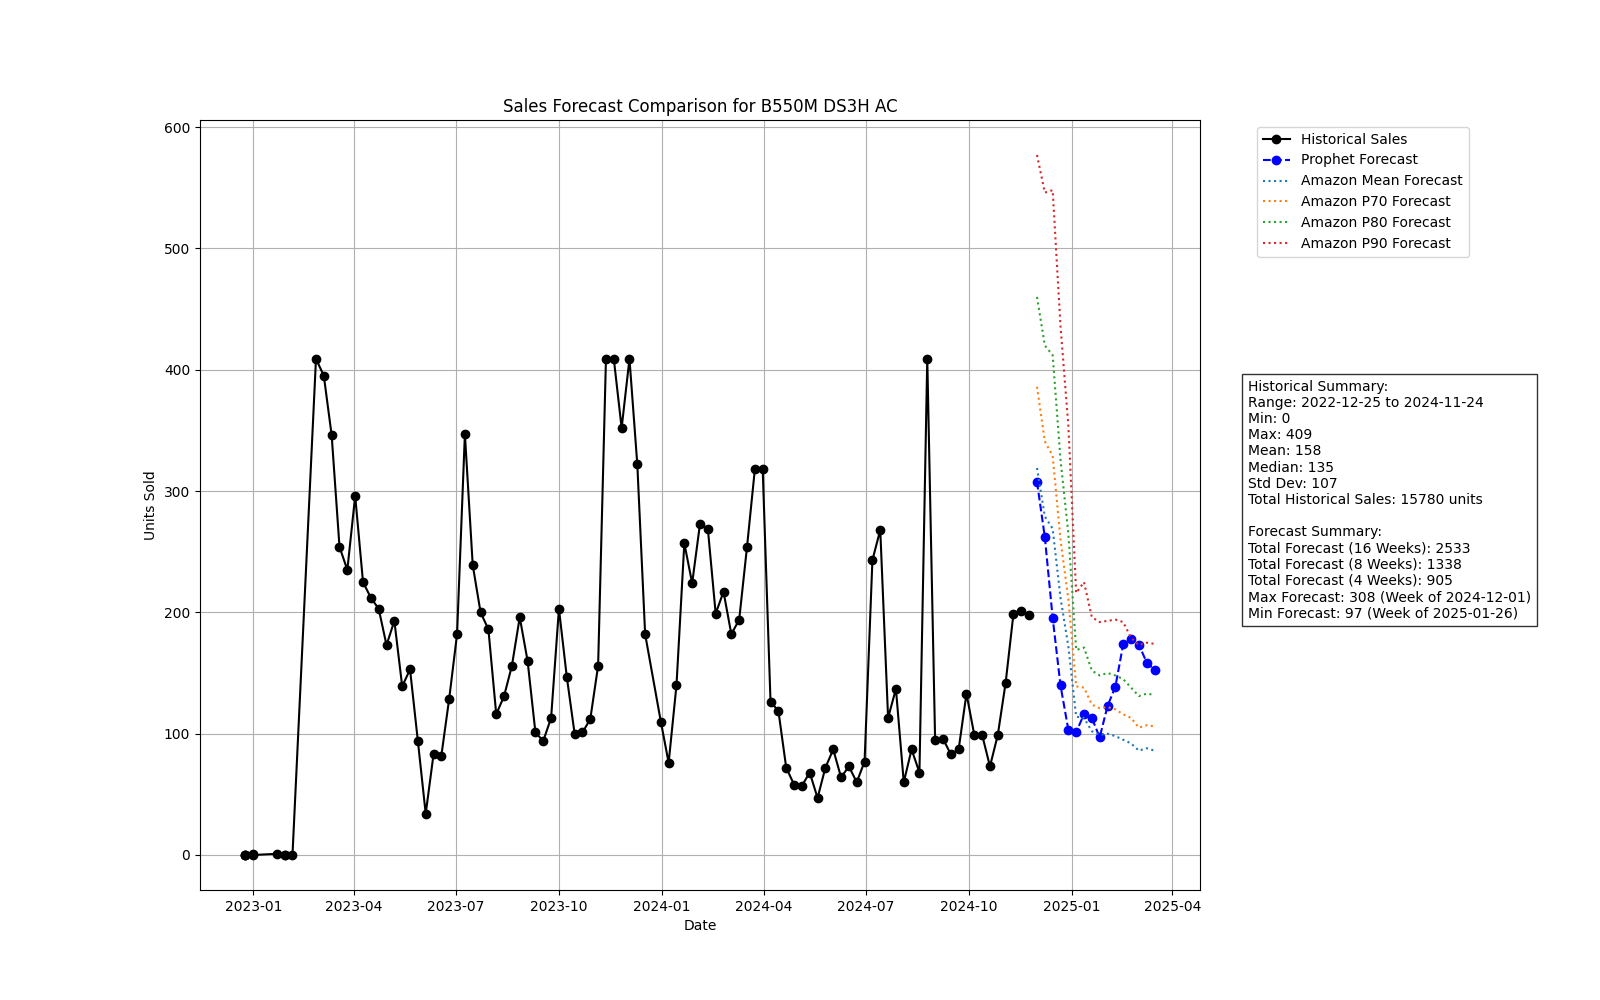 Sales Forecast Comparison for B550M DS3H AC
600
500
400
300
200
100
0
Units Sold
2023-01
2023-04
2023-07
2023-10
2024-01
2024-04
2024-07
2024-10
2025-01
2025-04
Date
Historical Sales
Prophet Forecast
Amazon Mean Forecast
Amazon P70 Forecast
Amazon P80 Forecast
Amazon P90 Forecast
Historical Summary:
Range: 2022-12-25 to 2024-11-24
Min: 0
Max: 409
Mean: 158
Median: 135
Std Dev: 107
Total Historical Sales: 15780 units
Forecast Summary:
Total Forecast (16 Weeks): 2533
Total Forecast (8 Weeks): 1338
Total Forecast (4 Weeks): 905
Max Forecast: 308 (Week of 2024-12-01)
Min Forecast: 97 (Week of 2025-01-26)